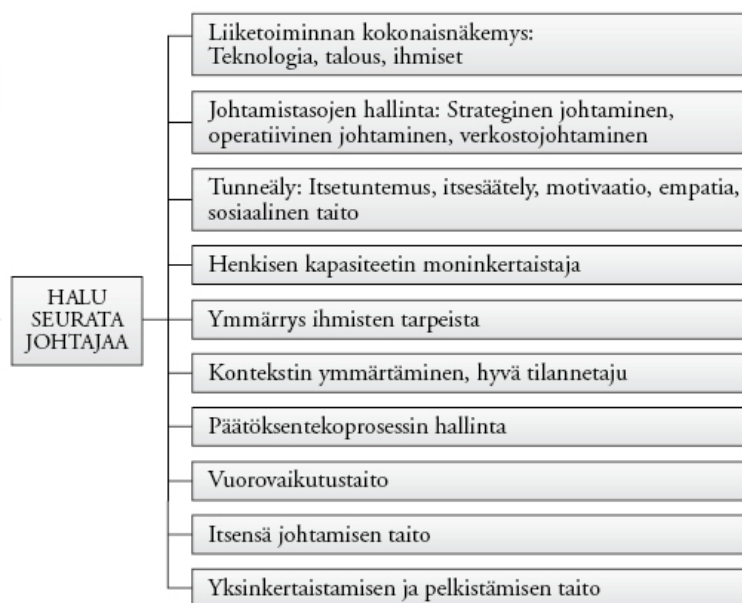 Liiketoiminnan kokonaisnäkemys:
Teknologia, talous, ihmiset
Johtamistasojen hallinta: Strateginen johtaminen,
operatiivinen johtaminen, verkostojohtaminen
Tunneäly: Itsetuntemus, itsesäätely, motivaatio, empatia,
sosiaalinen taito
Henkisen kapasiteetin moninkertaistaja
HALU
SEURATA
JOHTAJAA
Ymmärrys ihmisten tarpeista
Kontekstin ymmärtäminen, hyvä tilannetaju
Päätöksentekoprosessin hallinta
Vuorovaikutustaito
Itsensä johtamisen taito
Yksinkertaistamisen ja pelkistämisen taito